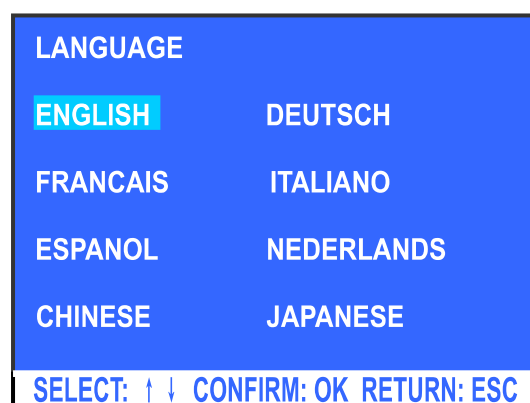 LANGUAGE
ENGLISH DEUTSCH
FRANCAIS ITALIANO
ESPANOL NEDERLANDS
CHINESE JAPANESE
SELECT: ↑ ↓ CONFIRM: OK RETURN: ESC